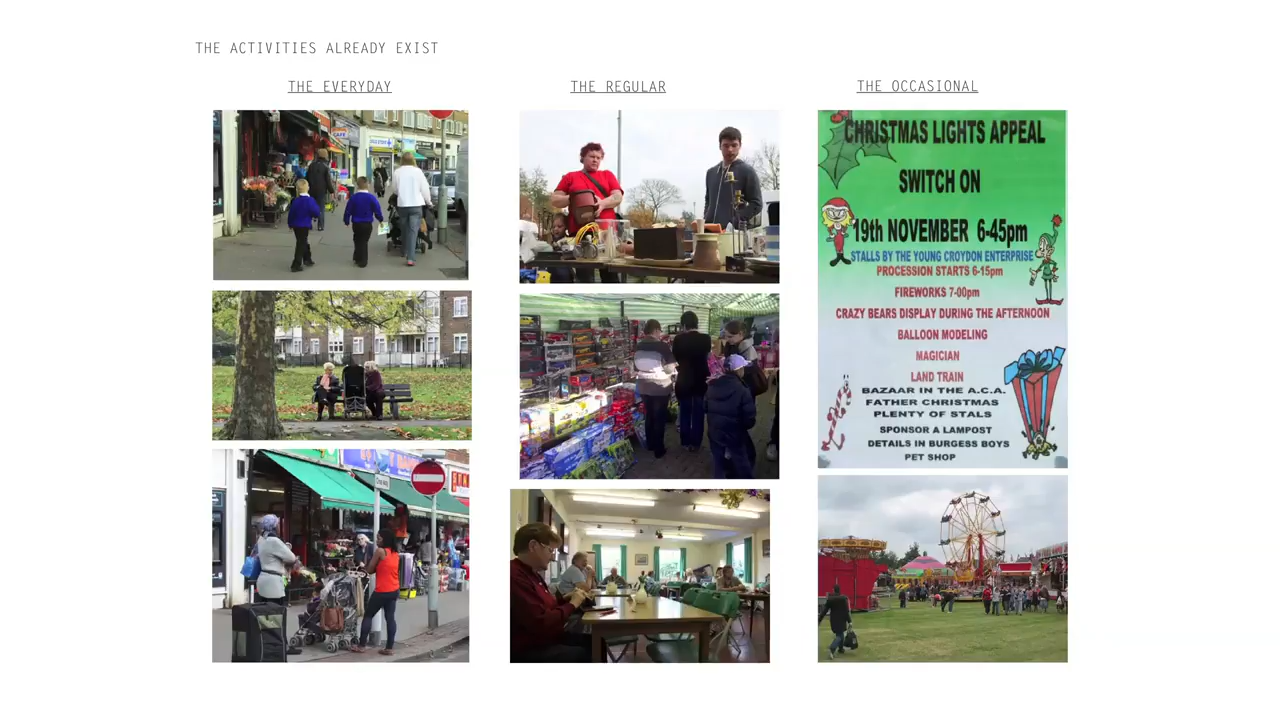 THE ACTIVITIES ALREADY EXIST
THE EVERYDAY
THE REGULAR
THE OCCASIONAL
CAFE
One Way
CHRISTMAS LIGHTS APPEAL
SWITCH ON
19th NOVEMBER 6-45pm
STALLS BY THE YOUNG CROYDON ENTERPRISE
PROCESSION STARTS 6-15pm
FIREWORKS 7-00pm
CRAZY BEARS DISPLAY DURING THE AFTERNOON
BALLOON MODELING
MAGICIAN
LAND TRAIN
BAZAAR IN THE A.C.A.
FATHER CHRISTMAS
PLENTY OF STALS
SPONSOR A LAMPOST
DETAILS IN BURGESS BOYS
PET SHOP